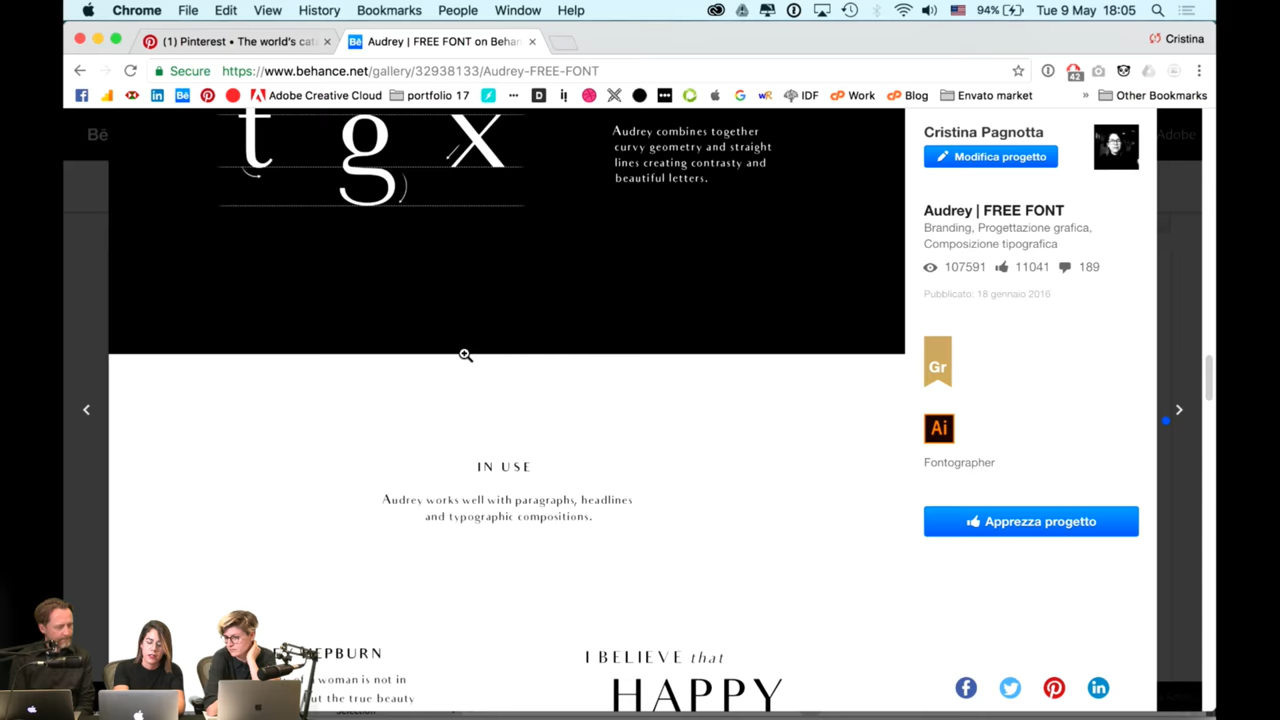 Chrome File Edit View History Bookmarks People Window Help 94% Tue 9 May 18:05
(1) Pinterest • The world's cat
Audrey | FREE FONT on Behan
Cristina
Secure https://www.behance.net/gallery/32938133/Audrey-FREE-FONT
42
Adobe Creative Cloud portfolio 17 IDF Work Blog Envato market » Other Bookmarks
Bē
Adobe
t g x
Audrey combines together
curvy geometry and straight
lines creating contrasty and
beautiful letters.
Cristina Pagnotta
Modifica progetto
Audrey | FREE FONT
Branding, Progettazione grafica,
Composizione tipografica
107591 11041 189
Pubblicato: 18 gennaio 2016
Gr
Ai
Fontographer
Apprezza progetto
IN USE
Audrey works well with paragraphs, headlines
and typographic compositions.
HEPBURN
a woman is not in
but the true beauty
I BELIEVE that
HAPPY